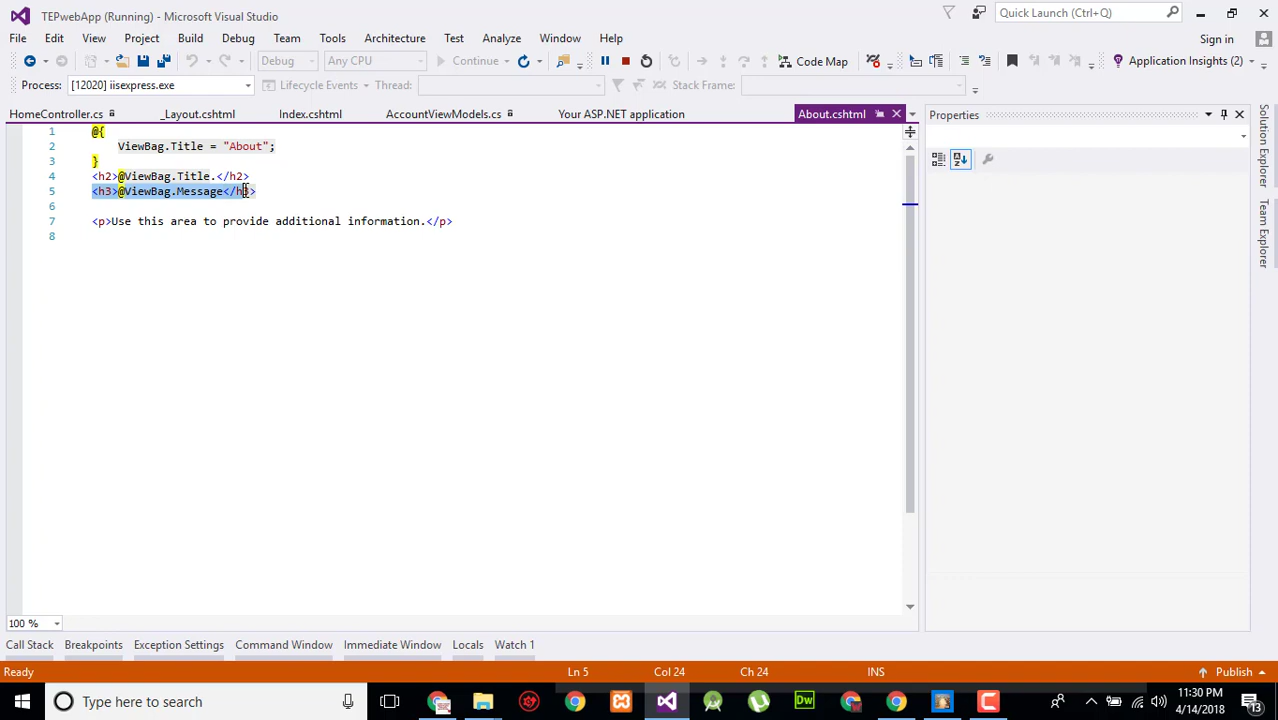 TEPwebApp (Running) - Microsoft Visual Studio
Quick Launch (Ctrl+Q)
File Edit View Project Build Debug Team Tools Architecture Test Analyze Window Help Sign in
Debug Any CPU Continue Code Map Application Insights (2)
Process: [12020] iisexpress.exe Lifecycle Events Thread: Stack Frame:
HomeController.cs _Layout.cshtml Index.cshtml AccountViewModels.cs Your ASP.NET application About.cshtml
Properties
Solution Explorer
Team Explorer
1 @{
2 ViewBag.Title = "About";
3 }
4 <h2>@ViewBag.Title.</h2>
5 <h3>@ViewBag.Message</h3>
6
7 <p>Use this area to provide additional information.</p>
8
100 %
Call Stack Breakpoints Exception Settings Command Window Immediate Window Locals Watch 1
Ready Ln 5 Col 24 Ch 24 INS Publish
Type here to search
Dw
11:30 PM
4/14/2018
13